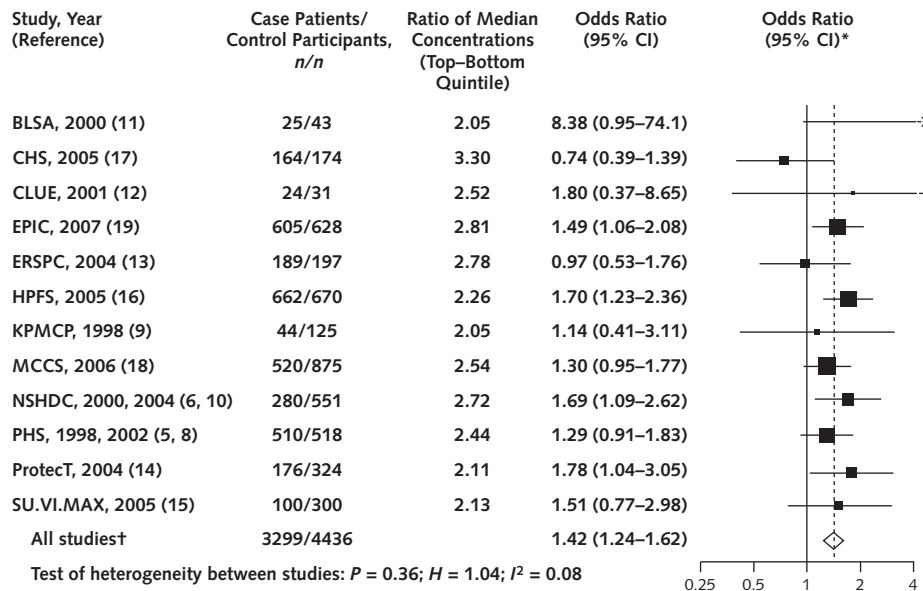 Study, Year (Reference) Case Patients/ Control Participants, n/n Ratio of Median Concentrations (Top–Bottom Quintile) Odds Ratio (95% CI) Odds Ratio (95% CI)*
BLSA, 2000 (11) 25/43 2.05 8.38 (0.95–74.1)
CHS, 2005 (17) 164/174 3.30 0.74 (0.39–1.39)
CLUE, 2001 (12) 24/31 2.52 1.80 (0.37–8.65)
EPIC, 2007 (19) 605/628 2.81 1.49 (1.06–2.08)
ERSPC, 2004 (13) 189/197 2.78 0.97 (0.53–1.76)
HPFS, 2005 (16) 662/670 2.26 1.70 (1.23–2.36)
KPMCP, 1998 (9) 44/125 2.05 1.14 (0.41–3.11)
MCCS, 2006 (18) 520/875 2.54 1.30 (0.95–1.77)
NSHDC, 2000, 2004 (6, 10) 280/551 2.72 1.69 (1.09–2.62)
PHS, 1998, 2002 (5, 8) 510/518 2.44 1.29 (0.91–1.83)
ProtecT, 2004 (14) 176/324 2.11 1.78 (1.04–3.05)
SU.VI.MAX, 2005 (15) 100/300 2.13 1.51 (0.77–2.98)
All studies† 3299/4436 1.42 (1.24–1.62)
Test of heterogeneity between studies: P = 0.36; H = 1.04; I² = 0.08
0.25 0.5 1 2 4